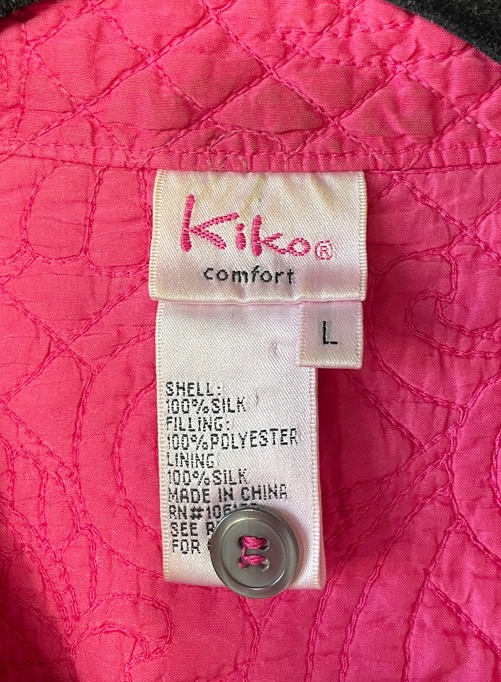 Kiko®
comfort
L
SHELL:
100%SILK
FILLING:
100%POLYESTER
LINING
100%SILK
MADE IN CHINA
SEE
FOR